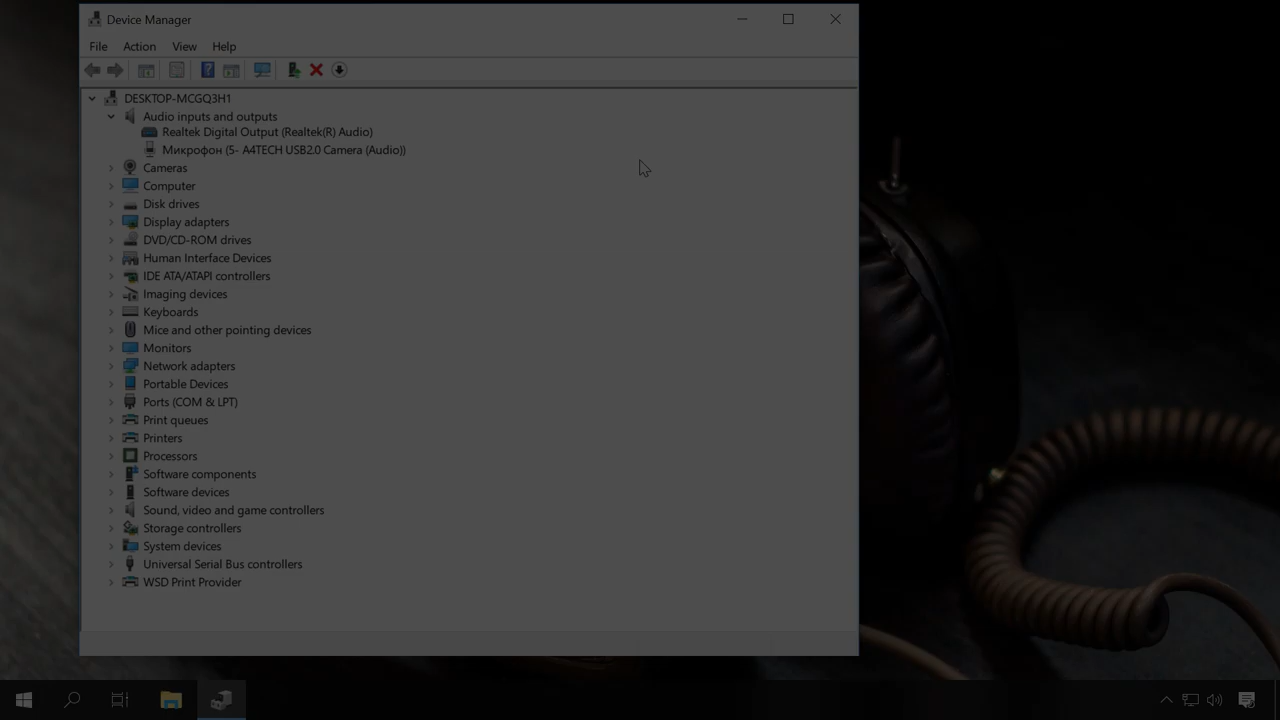 Device Manager
File Action View Help
DESKTOP-MCGQ3H1
Audio inputs and outputs
Realtek Digital Output (Realtek(R) Audio)
Микрофон (5- A4TECH USB2.0 Camera (Audio))
Cameras
Computer
Disk drives
Display adapters
DVD/CD-ROM drives
Human Interface Devices
IDE ATA/ATAPI controllers
Imaging devices
Keyboards
Mice and other pointing devices
Monitors
Network adapters
Portable Devices
Ports (COM & LPT)
Print queues
Printers
Processors
Software components
Software devices
Sound, video and game controllers
Storage controllers
System devices
Universal Serial Bus controllers
WSD Print Provider